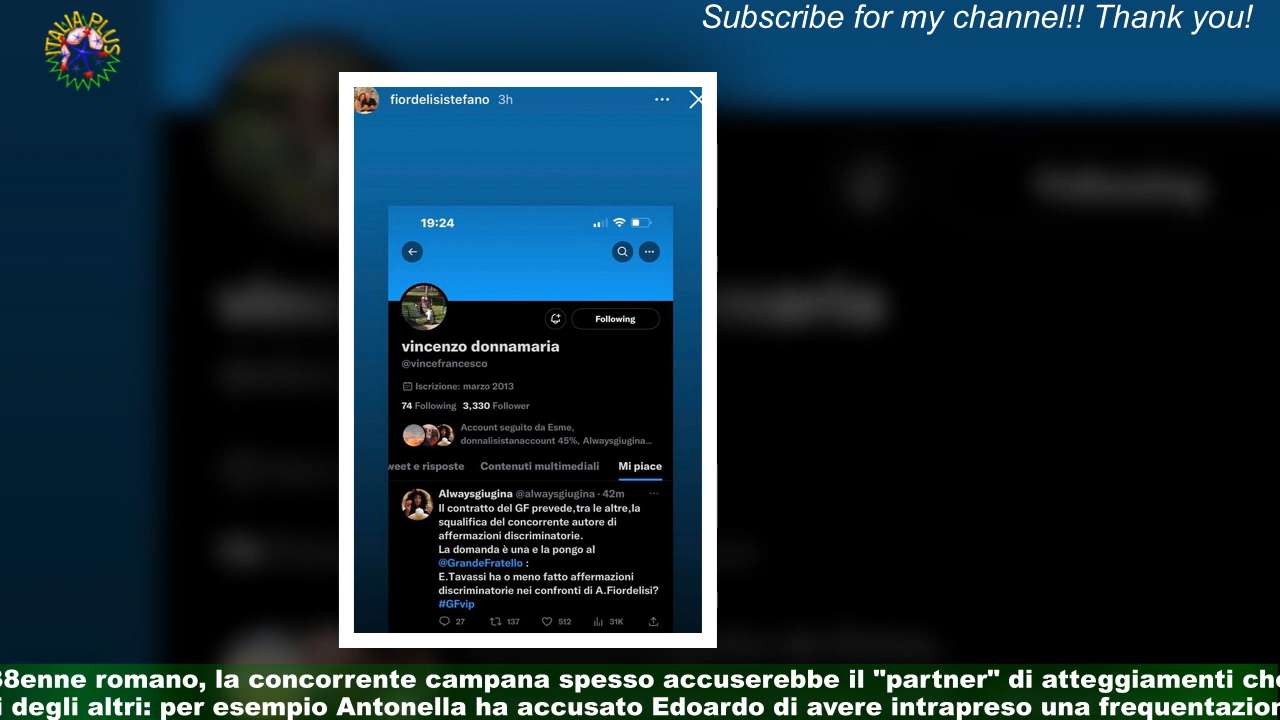 Subscribe for my channel!! Thank you!
ITALIA PLUS
fiordelisistefano 3h
19:24
Following
vincenzo donnamaria
@vincefrancesco
Iscrizione: marzo 2013
74 Following 3,330 Follower
Account seguito da Esme,
donnalisistanaccount 45%, Alwaysgiugina...
weet e risposte Contenuti multimediali Mi piace
Alwaysgiugina @alwaysgiugina · 42m
Il contratto del GF prevede,tra le altre,la
squalifica del concorrente autore di
affermazioni discriminatorie.
La domanda è una e la pongo al
@GrandeFratello :
E.Tavassi ha o meno fatto affermazioni
discriminatorie nei confronti di A.Fiordelisi?
#GFvip
27 137 512 31K
38enne romano, la concorrente campana spesso accuserebbe il "partner" di atteggiamenti che
i degli altri: per esempio Antonella ha accusato Edoardo di avere intrapreso una frequentazion